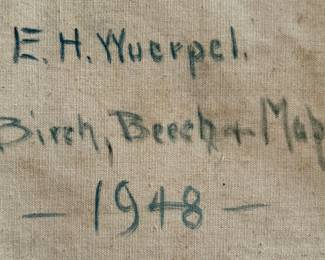 E. H. Wuerpel.
Birch, Beech + Map
— 1948 —